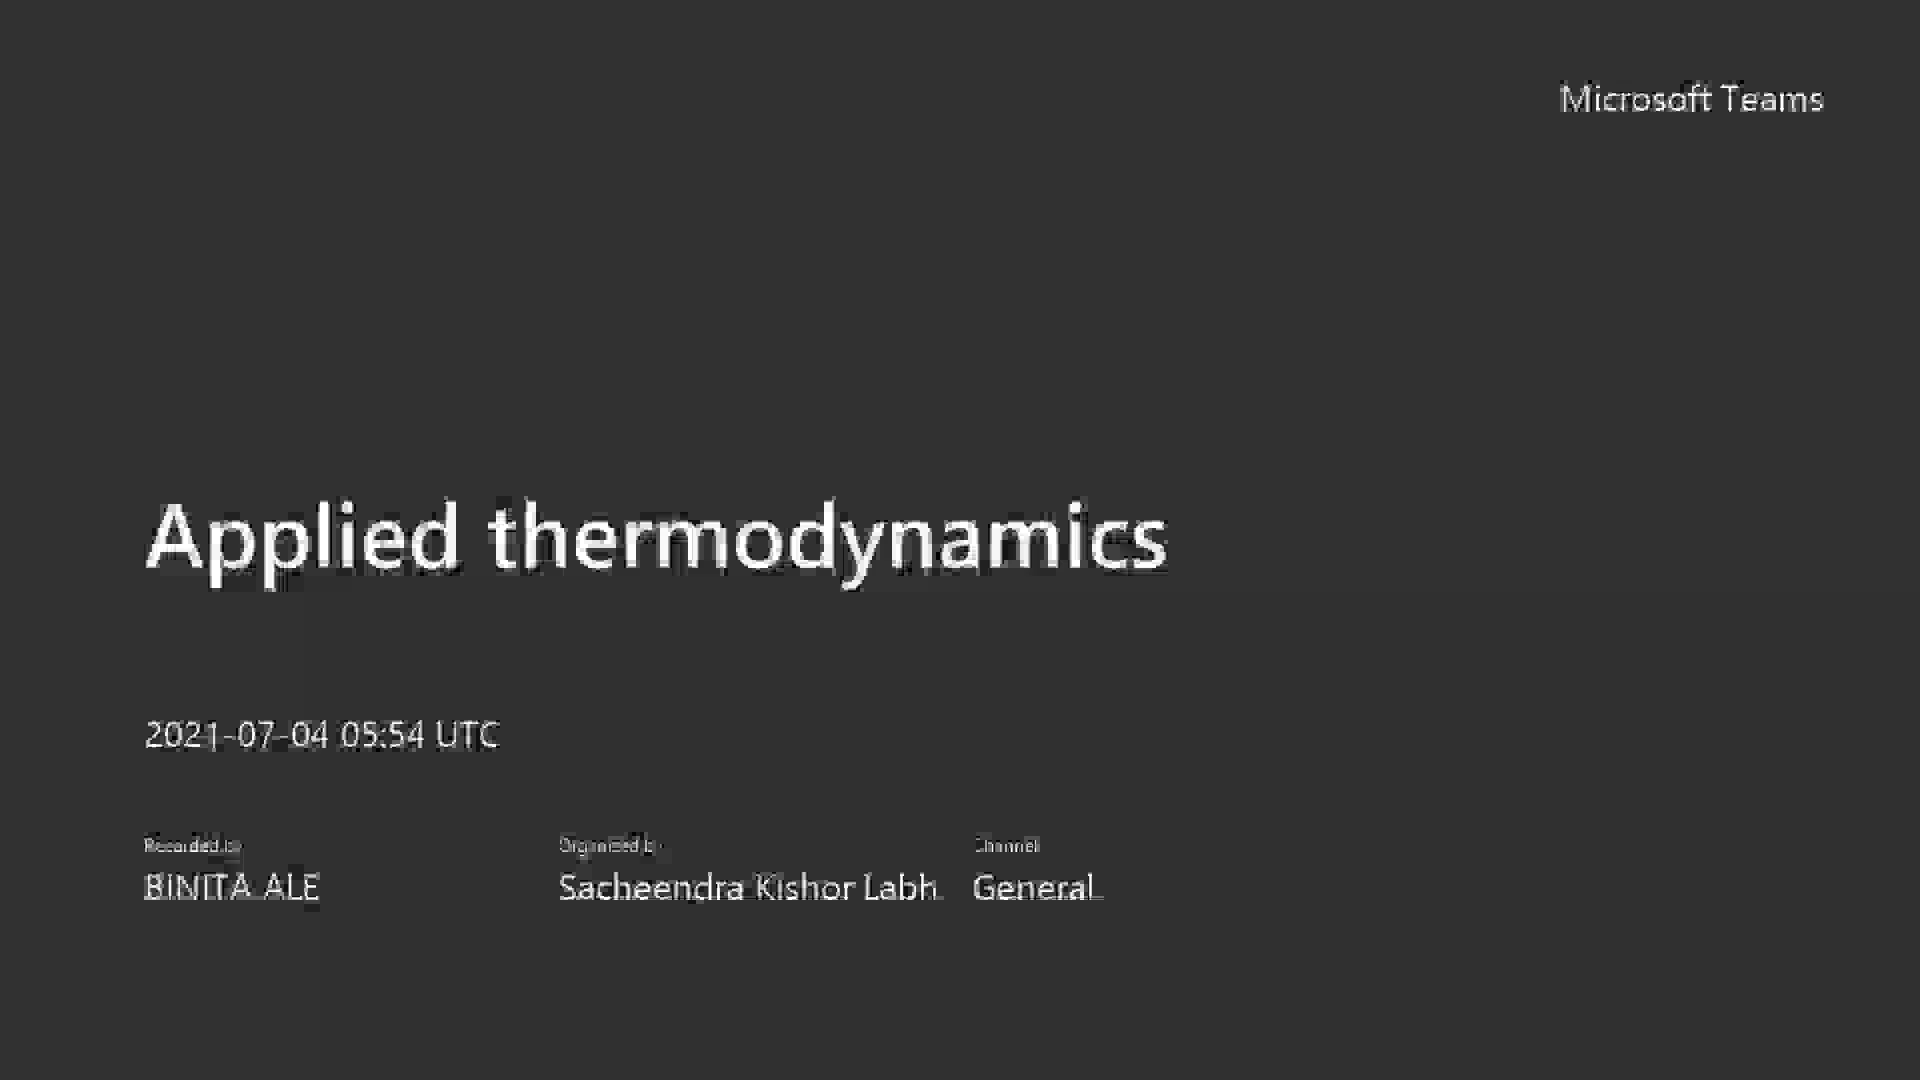 Microsoft Teams
Applied thermodynamics
2021-07-04 05:54 UTC
Recorded by
Organized by
Channel
BINITA ALE
Sacheendra Kishor Labh
General